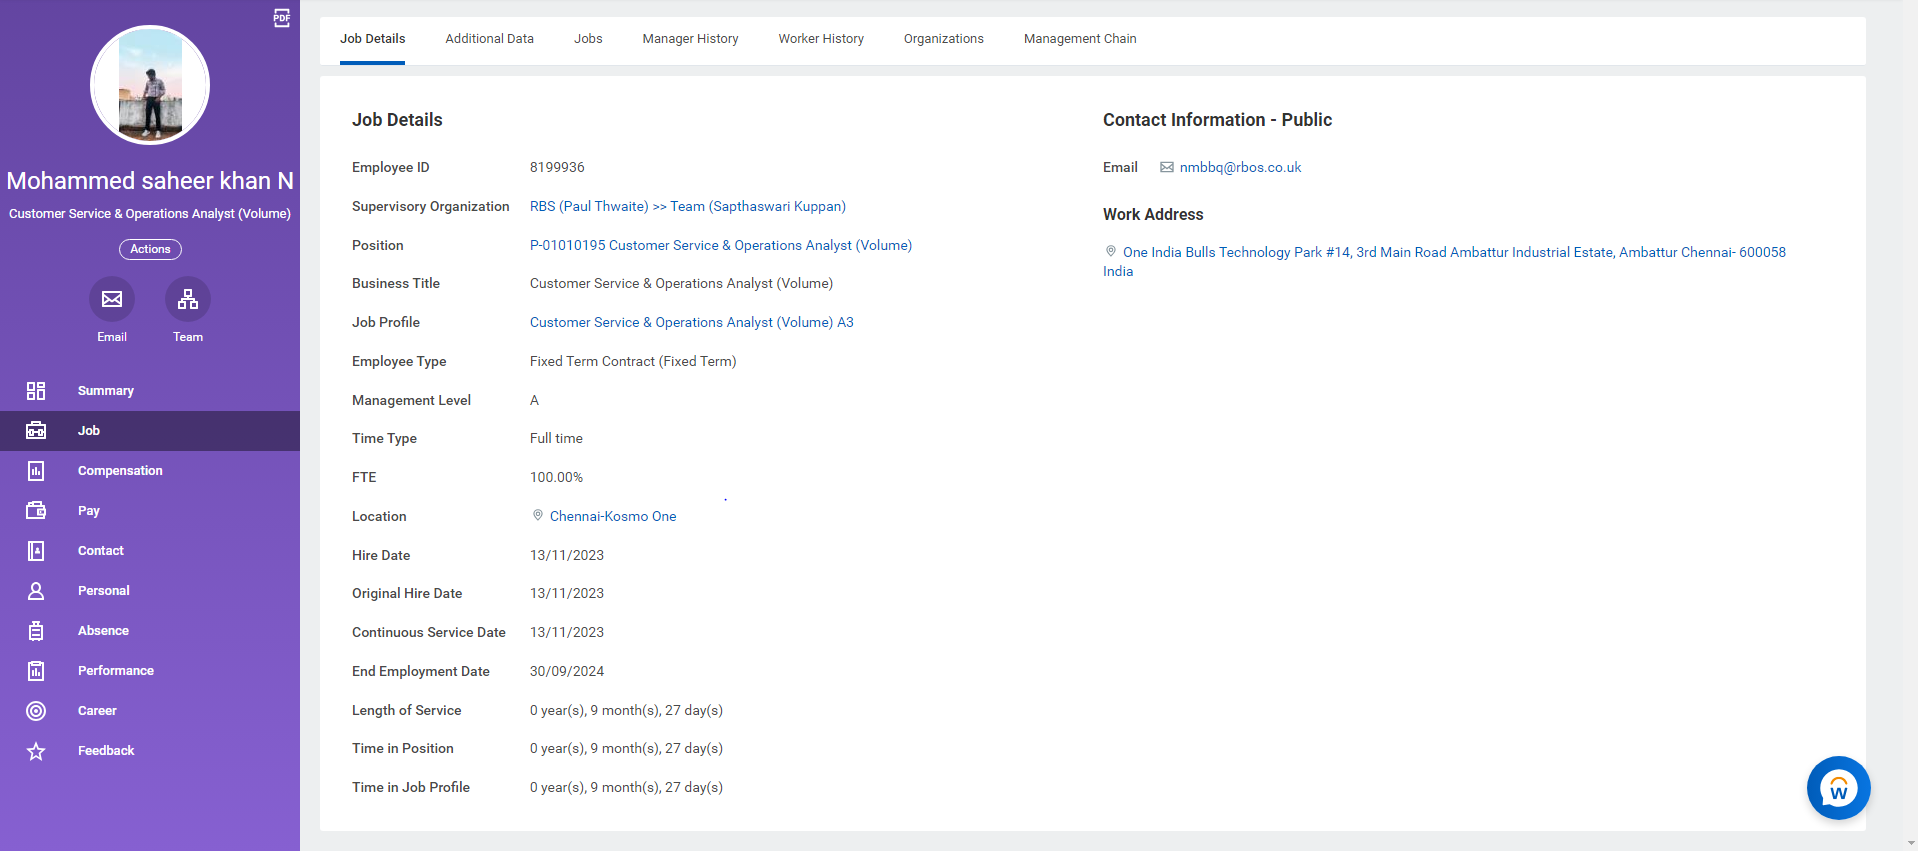 PDF
Mohammed saheer khan N
Customer Service & Operations Analyst (Volume)
Actions
Email
Team
Summary
Job
Compensation
Pay
Contact
Personal
Absence
Performance
Career
Feedback
Job Details
Additional Data
Jobs
Manager History
Worker History
Organizations
Management Chain
Job Details
Employee ID 8199936
Supervisory Organization RBS (Paul Thwaite) >> Team (Sapthaswari Kuppan)
Position P-01010195 Customer Service & Operations Analyst (Volume)
Business Title Customer Service & Operations Analyst (Volume)
Job Profile Customer Service & Operations Analyst (Volume) A3
Employee Type Fixed Term Contract (Fixed Term)
Management Level A
Time Type Full time
FTE 100.00%
Location Chennai-Kosmo One
Hire Date 13/11/2023
Original Hire Date 13/11/2023
Continuous Service Date 13/11/2023
End Employment Date 30/09/2024
Length of Service 0 year(s), 9 month(s), 27 day(s)
Time in Position 0 year(s), 9 month(s), 27 day(s)
Time in Job Profile 0 year(s), 9 month(s), 27 day(s)
Contact Information - Public
Email nmbbq@rbos.co.uk
Work Address
One India Bulls Technology Park #14, 3rd Main Road Ambattur Industrial Estate, Ambattur Chennai- 600058
India
W